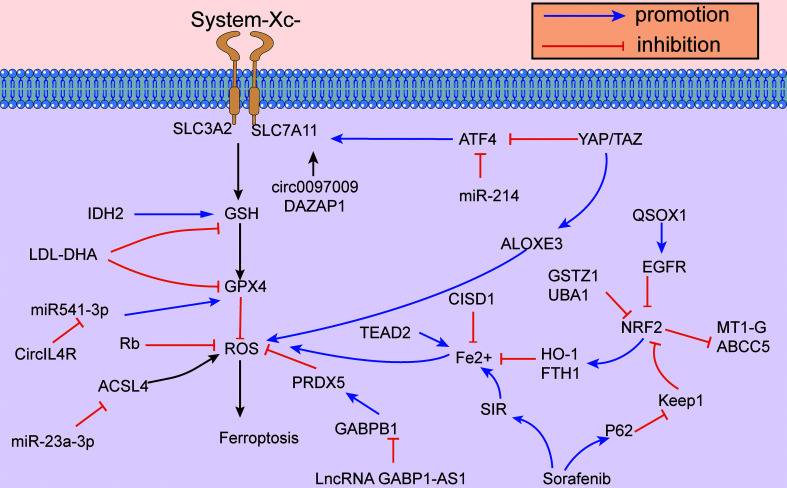 System-Xc-
promotion
inhibition
SLC3A2
SLC7A11
ATF4
YAP/TAZ
circ0097009
DAZAP1
miR-214
IDH2
GSH
QSOX1
LDL-DHA
ALOXE3
EGFR
GSTZ1
UBA1
GPX4
CISD1
miR541-3p
TEAD2
NRF2
MT1-G
ABCC5
CircIL4R
Rb
ROS
Fe2+
HO-1
FTH1
PRDX5
ACSL4
Keep1
SIR
GABPB1
P62
miR-23a-3p
Ferroptosis
LncRNA GABP1-AS1
Sorafenib